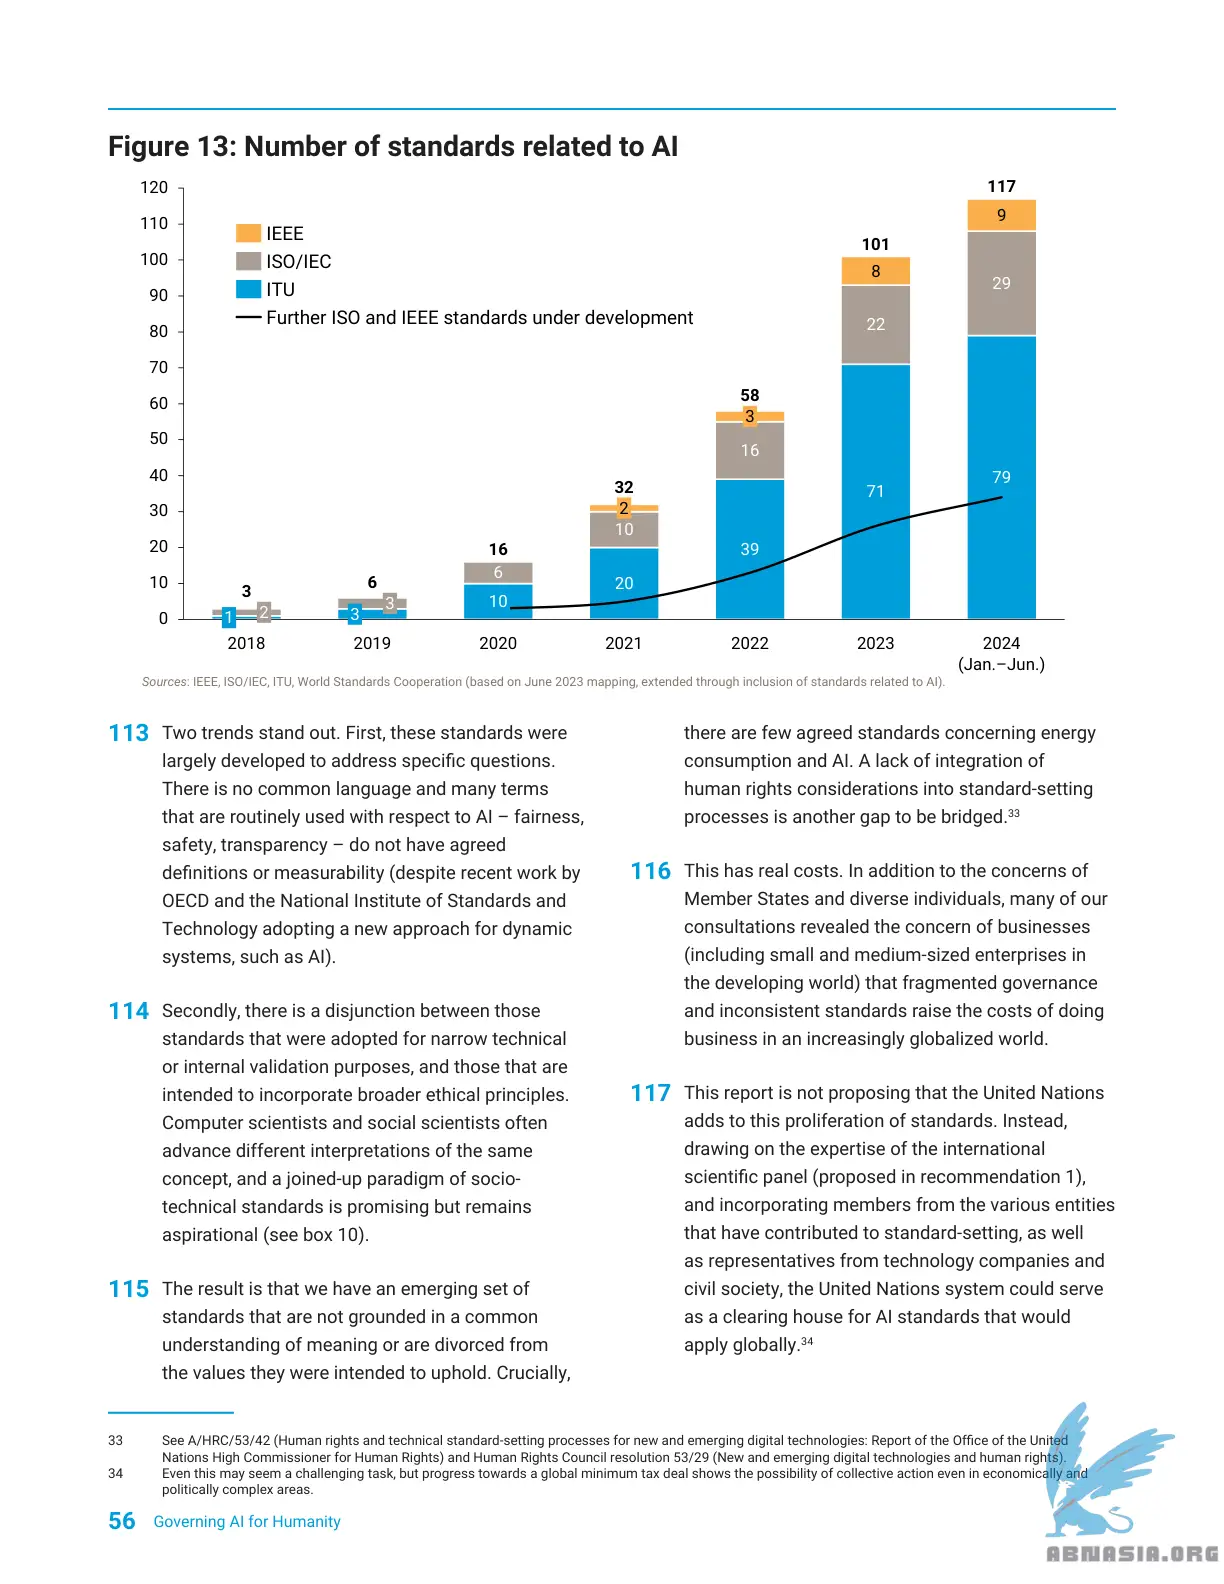 Figure 13: Number of standards related to AI
120
110
100
90
80
70
60
50
40
30
20
10
0
IEEE
ISO/IEC
ITU
Further ISO and IEEE standards under development
3
1
2
6
3
3
16
6
10
32
2
10
20
58
3
16
39
101
8
22
71
117
9
29
79
2018
2019
2020
2021
2022
2023
2024
(Jan.–Jun.)
Sources: IEEE, ISO/IEC, ITU, World Standards Cooperation (based on June 2023 mapping, extended through inclusion of standards related to AI).
113 Two trends stand out. First, these standards were
largely developed to address specific questions.
There is no common language and many terms
that are routinely used with respect to AI – fairness,
safety, transparency – do not have agreed
definitions or measurability (despite recent work by
OECD and the National Institute of Standards and
Technology adopting a new approach for dynamic
systems, such as AI).
114 Secondly, there is a disjunction between those
standards that were adopted for narrow technical
or internal validation purposes, and those that are
intended to incorporate broader ethical principles.
Computer scientists and social scientists often
advance different interpretations of the same
concept, and a joined-up paradigm of socio-
technical standards is promising but remains
aspirational (see box 10).
115 The result is that we have an emerging set of
standards that are not grounded in a common
understanding of meaning or are divorced from
the values they were intended to uphold. Crucially,
there are few agreed standards concerning energy
consumption and AI. A lack of integration of
human rights considerations into standard-setting
processes is another gap to be bridged.33
116 This has real costs. In addition to the concerns of
Member States and diverse individuals, many of our
consultations revealed the concern of businesses
(including small and medium-sized enterprises in
the developing world) that fragmented governance
and inconsistent standards raise the costs of doing
business in an increasingly globalized world.
117 This report is not proposing that the United Nations
adds to this proliferation of standards. Instead,
drawing on the expertise of the international
scientific panel (proposed in recommendation 1),
and incorporating members from the various entities
that have contributed to standard-setting, as well
as representatives from technology companies and
civil society, the United Nations system could serve
as a clearing house for AI standards that would
apply globally.34
33 See A/HRC/53/42 (Human rights and technical standard-setting processes for new and emerging digital technologies: Report of the Office of the United
Nations High Commissioner for Human Rights) and Human Rights Council resolution 53/29 (New and emerging digital technologies and human rights).
34 Even this may seem a challenging task, but progress towards a global minimum tax deal shows the possibility of collective action even in economically and
politically complex areas.
56 Governing AI for Humanity
ABNASIA.ORG